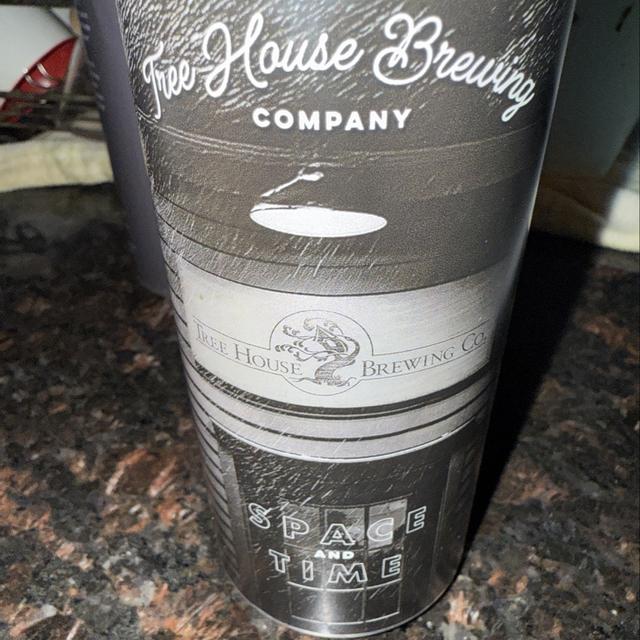 Tree House Brewing
COMPANY
TREE HOUSE BREWING CO.
SPACE
AND
TIME